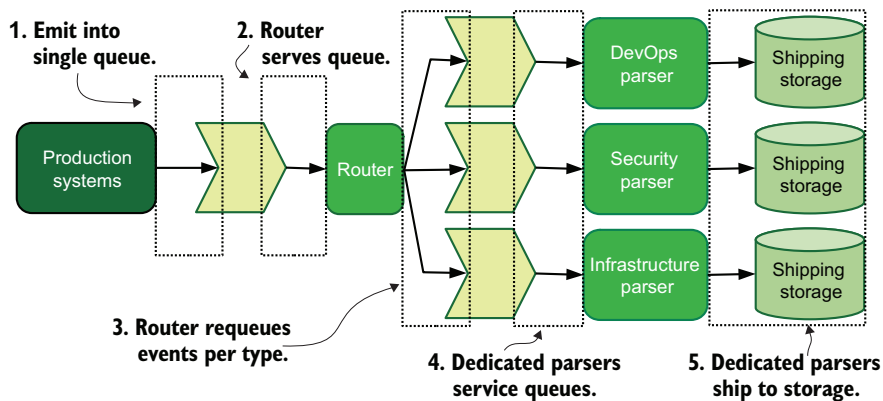 1. Emit into
single queue.
2. Router
serves queue.
Production
systems
Router
DevOps
parser
Shipping
storage
Security
parser
Shipping
storage
Infrastructure
parser
Shipping
storage
3. Router requeues
events per type.
4. Dedicated parsers
service queues.
5. Dedicated parsers
ship to storage.